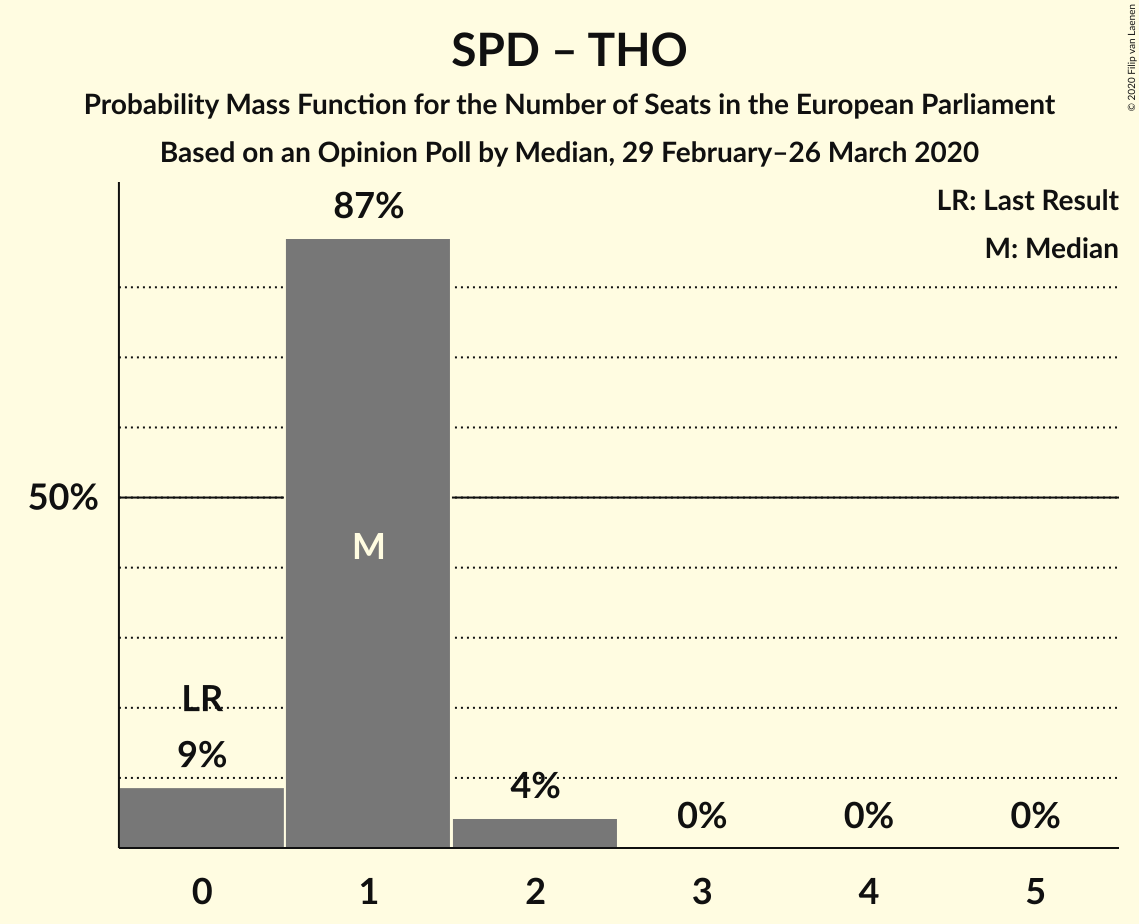 SPD – THO
Probability Mass Function for the Number of Seats in the European Parliament
Based on an Opinion Poll by Median, 29 February–26 March 2020
© 2020 Filip van Laenen
LR: Last Result
M: Median
87%
50%
M
LR
9%
4%
0%
0%
0%
0
1
2
3
4
5